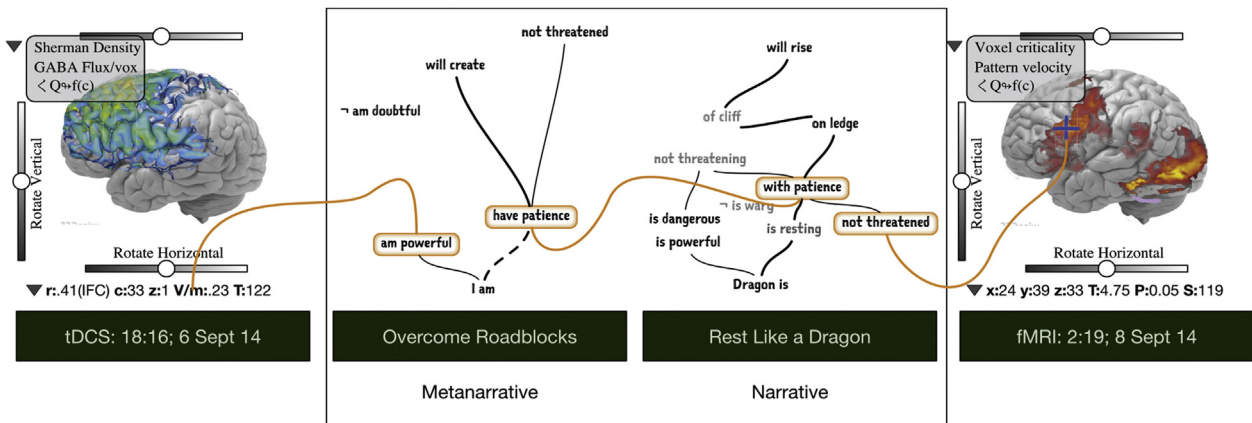 Sherman Density
GABA Flux/vox
Rotate Vertical
Rotate Horizontal
r:.41(IFC) c:33 z:1 V/m:.23 T:122
tDCS: 18:16; 6 Sept 14
not threatened
will create
¬ am doubtful
have patience
am powerful
I am
Overcome Roadblocks
Metanarrative
will rise
of cliff
on ledge
not threatening
with patience
¬ is warg
is dangerous
not threatened
is resting
is powerful
Dragon is
Rest Like a Dragon
Narrative
Voxel criticality
Pattern velocity
Rotate Vertical
Rotate Horizontal
x:24 y:39 z:33 T:4.75 P:0.05 S:119
fMRI: 2:19; 8 Sept 14